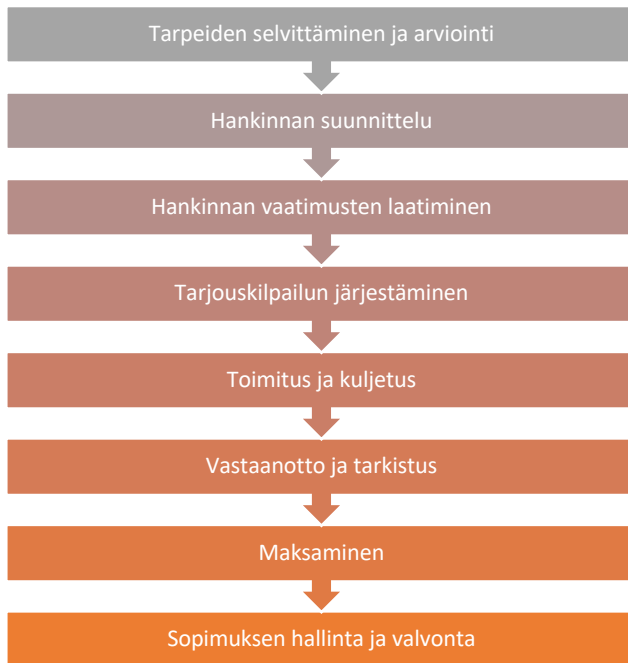 Tarpeiden selvittäminen ja arviointi
Hankinnan suunnittelu
Hankinnan vaatimusten laatiminen
Tarjouskilpailun järjestäminen
Toimitus ja kuljetus
Vastaanotto ja tarkistus
Maksaminen
Sopimuksen hallinta ja valvonta